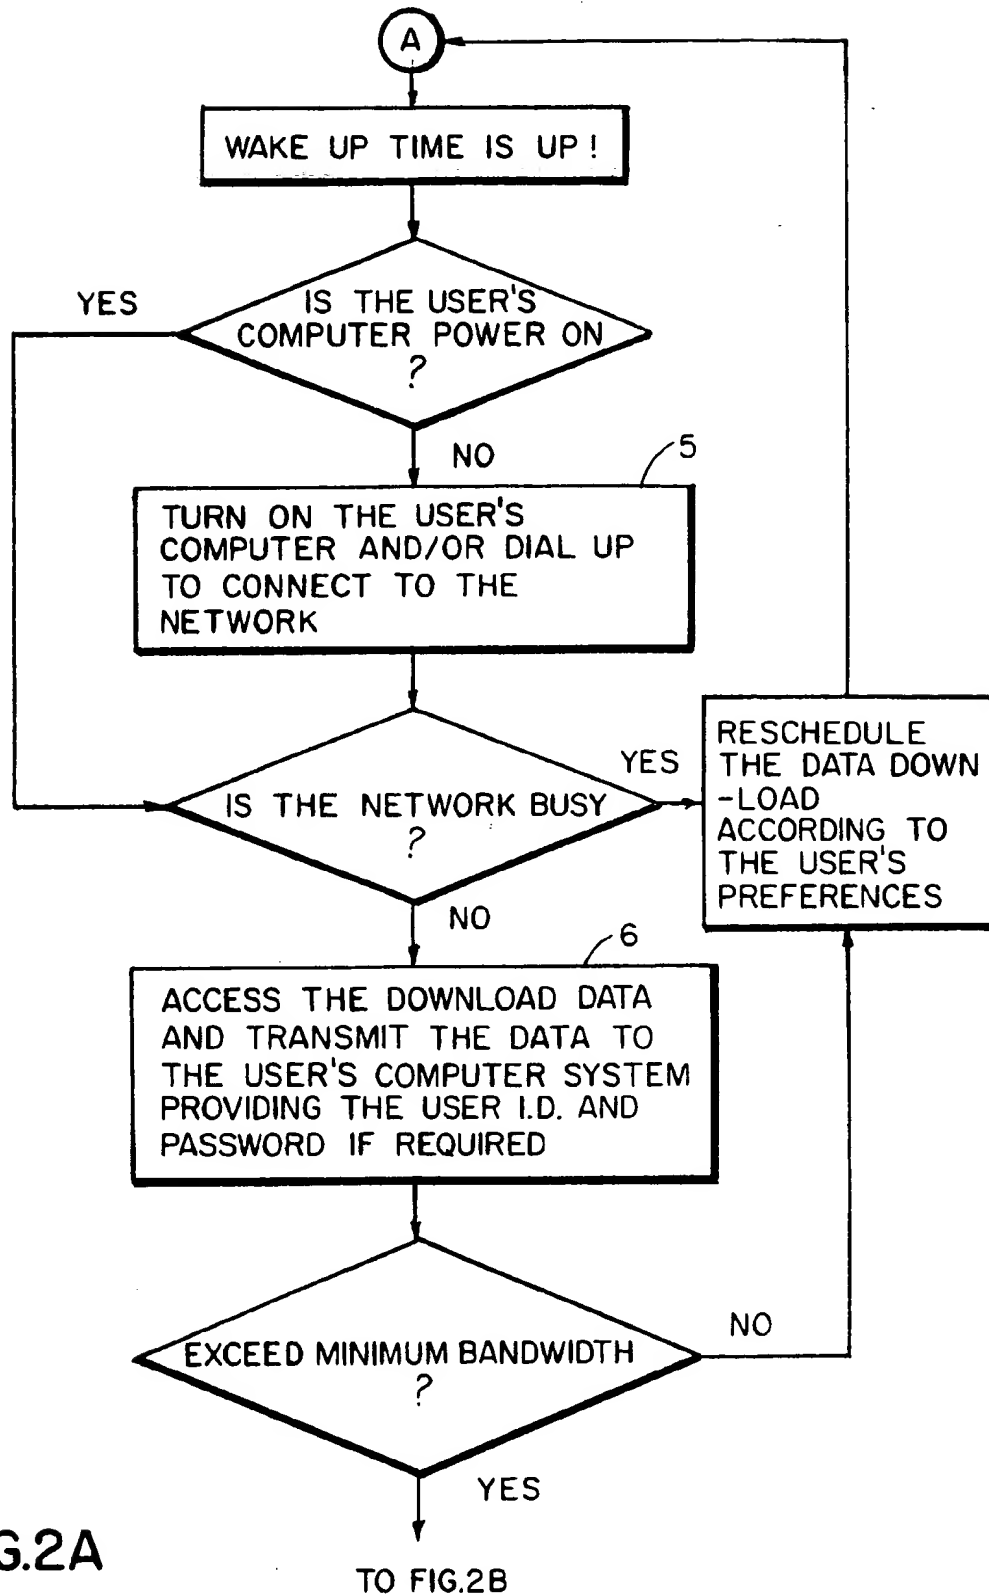 A
WAKE UP TIME IS UP!
YES
IS THE USER'S
COMPUTER POWER ON
?
NO
5
TURN ON THE USER'S
COMPUTER AND/OR DIAL UP
TO CONNECT TO THE
NETWORK
IS THE NETWORK BUSY
?
YES
RESCHEDULE
THE DATA DOWN
-LOAD
ACCORDING TO
THE USER'S
PREFERENCES
NO
6
ACCESS THE DOWNLOAD DATA
AND TRANSMIT THE DATA TO
THE USER'S COMPUTER SYSTEM
PROVIDING THE USER I.D. AND
PASSWORD IF REQUIRED
EXCEED MINIMUM BANDWIDTH
?
NO
YES
G.2A
TO FIG.2B